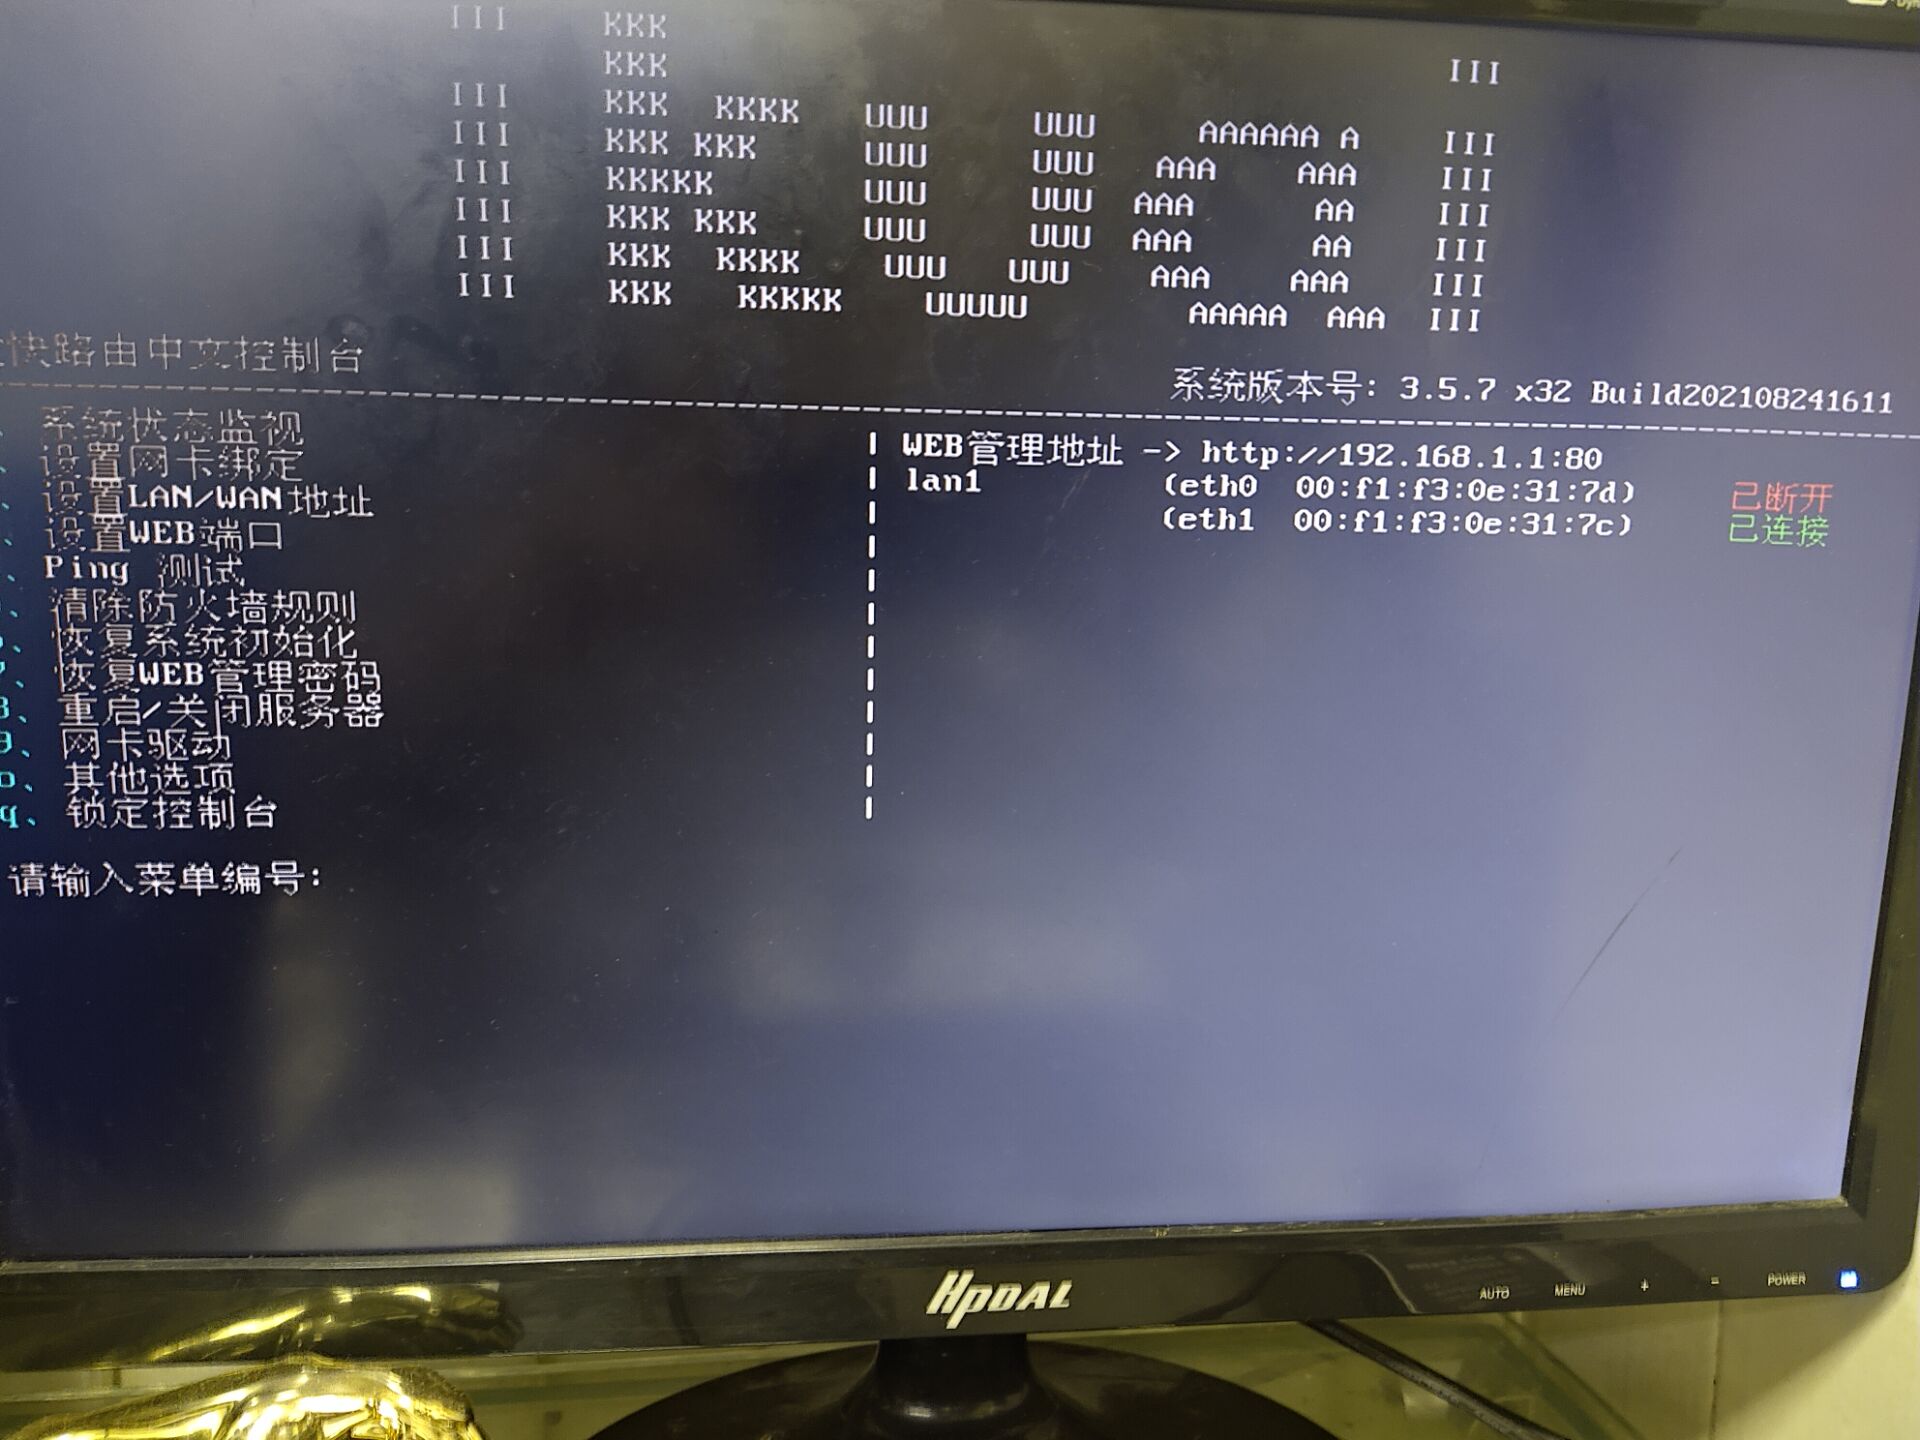 III KKK
KKK III
III KKK KKKK UUU UUU AAAAAA A III
III KKK KKK UUU UUU AAA AAA III
III KKKKK UUU UUU AAA AA III
III KKK KKK UUU UUU AAA AA III
III KKK KKKK UUU UUU AAA AAA III
III KKK KKKKK UUUUU AAAAA AAA III
快路由中文控制台
系统版本号: 3.5.7 x32 Build202108241611
系统状态监视
设置网卡绑定
设置LAN/WAN地址
设置WEB端口
Ping 测试
清除防火墙规则
恢复系统初始化
恢复WEB管理密码
8、 重启/关闭服务器
9、 网卡驱动
o、 其他选项
q、 锁定控制台
请输入菜单编号:
WEB管理地址 -> http://192.168.1.1:80
lan1 (eth0 00:f1:f3:0e:31:7d) 已断开
(eth1 00:f1:f3:0e:31:7c) 已连接
HPDAL
AUTO MENU + = POWER